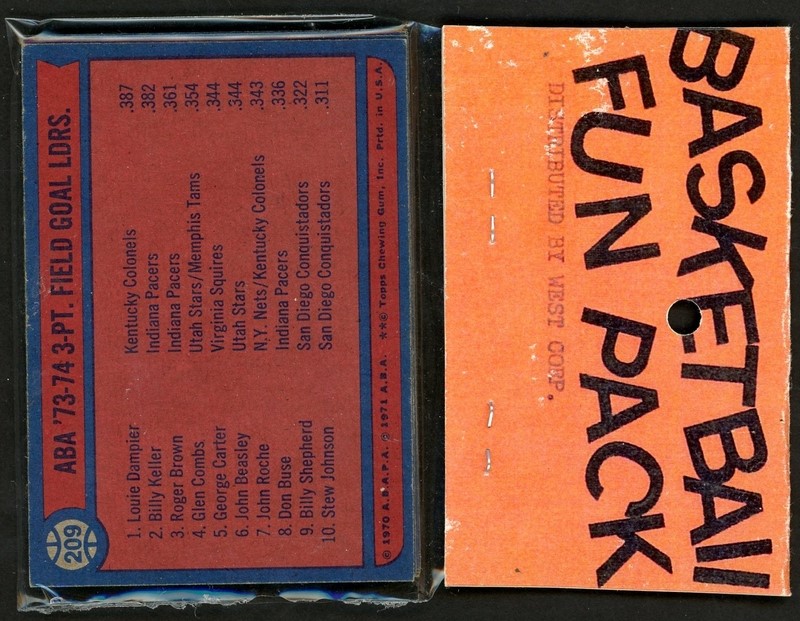 209
ABA '73-74 3-PT. FIELD GOAL LDRS.
1. Louie Dampier Kentucky Colonels .387
2. Billy Keller Indiana Pacers .382
3. Roger Brown Indiana Pacers .361
4. Glen Combs Utah Stars/Memphis Tams .354
5. George Carter Virginia Squires .344
6. John Beasley Utah Stars .344
7. John Roche N.Y. Nets/Kentucky Colonels .343
8. Don Buse Indiana Pacers .336
9. Billy Shepherd San Diego Conquistadors .322
10. Stew Johnson San Diego Conquistadors .311
© 1970 A.B.A.P.A. © 1971 A.B.A. ★★© Topps Chewing Gum, Inc. Prtd. in U.S.A.
BASKETBAll
FUN PACK
DISTRIBUTED BY WEST CORP.